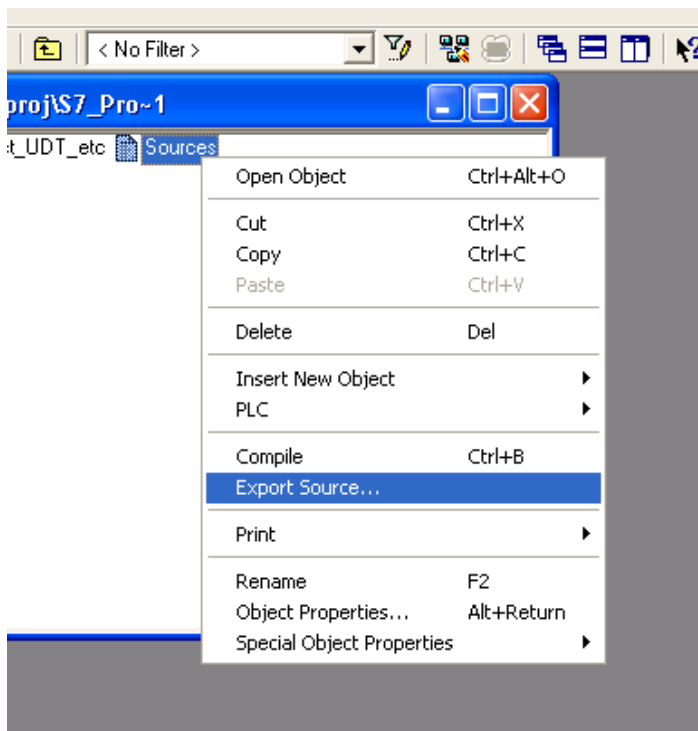 < No Filter >
proj\S7_Pro~1
t_UDT_etc Sources
Open Object Ctrl+Alt+O
Cut Ctrl+X
Copy Ctrl+C
Paste Ctrl+V
Delete Del
Insert New Object
PLC
Compile Ctrl+B
Export Source...
Print
Rename F2
Object Properties... Alt+Return
Special Object Properties